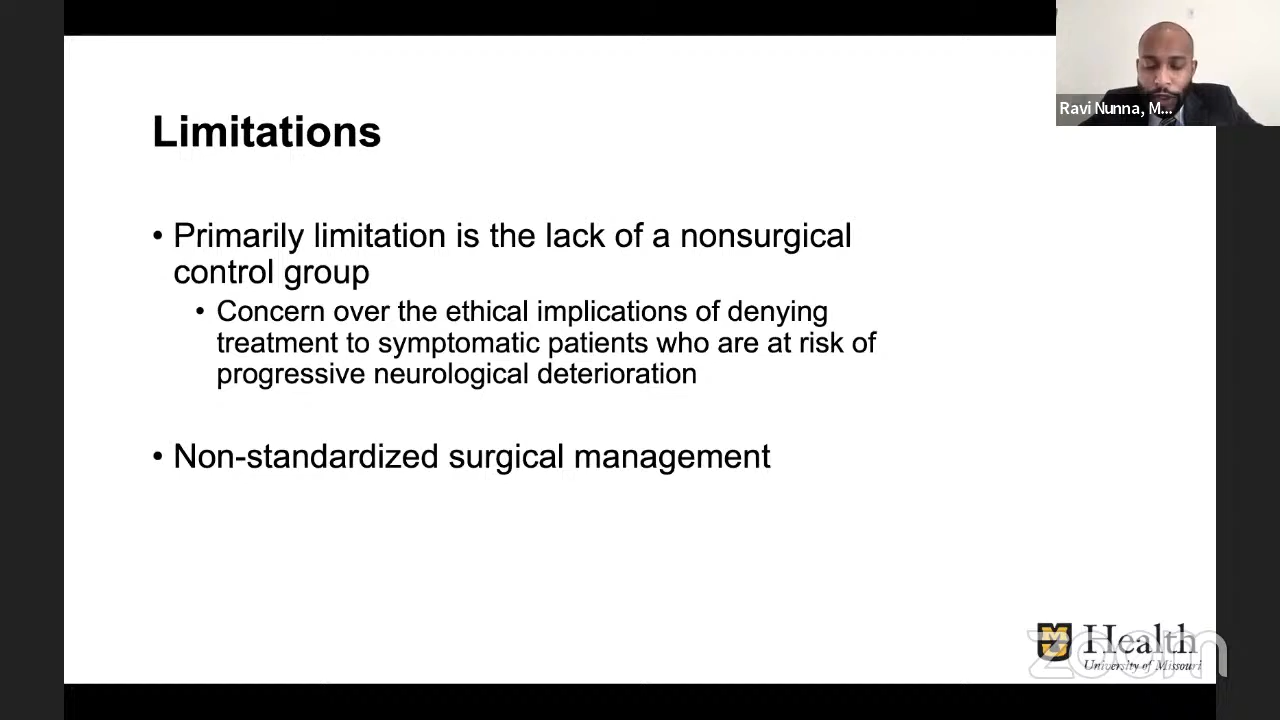 Ravi Nunna, M...
Limitations
• Primarily limitation is the lack of a nonsurgical
control group
• Concern over the ethical implications of denying
treatment to symptomatic patients who are at risk of
progressive neurological deterioration
• Non-standardized surgical management
Health
University of Missouri
zoom